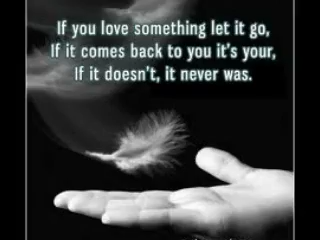 If you love something let it go,
If it comes back to you it's your,
If it doesn't, it never was.